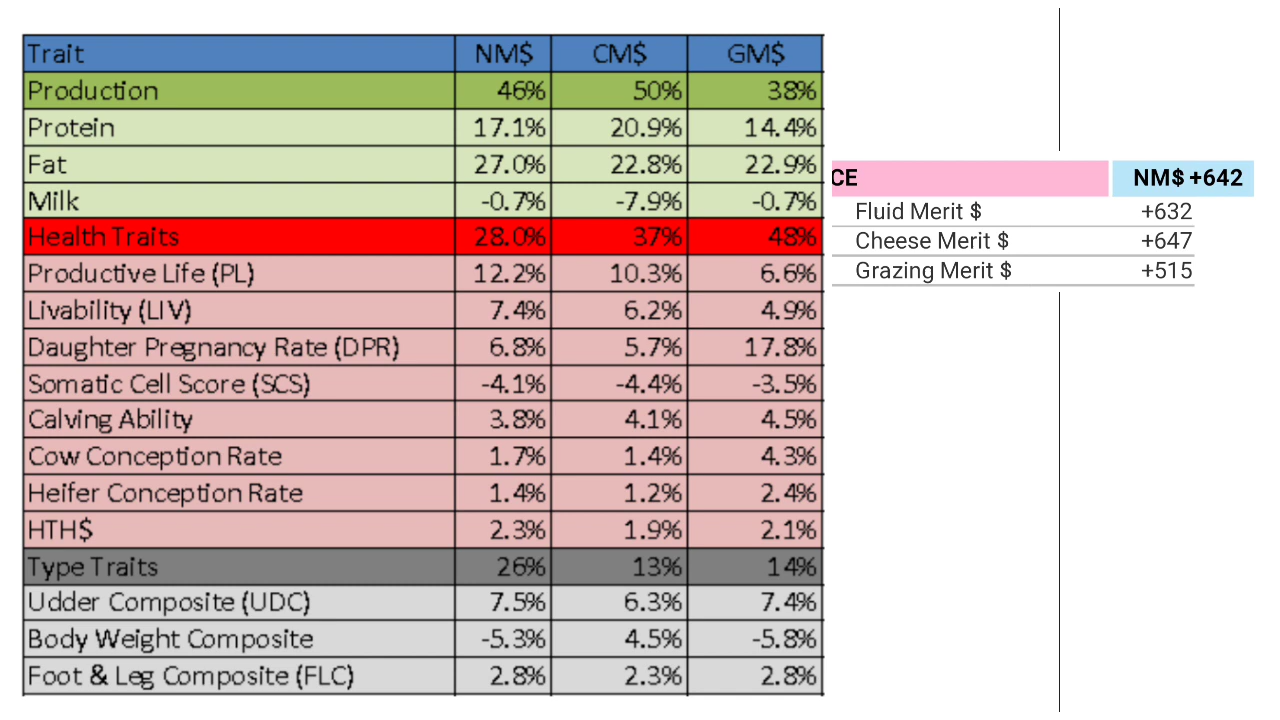 Trait NM$ CM$ GM$
Production 46% 50% 38%
Protein 17.1% 20.9% 14.4%
Fat 27.0% 22.8% 22.9%
Milk -0.7% -7.9% -0.7%
Health Traits 28.0% 37% 48%
Productive Life (PL) 12.2% 10.3% 6.6%
Livability (LIV) 7.4% 6.2% 4.9%
Daughter Pregnancy Rate (DPR) 6.8% 5.7% 17.8%
Somatic Cell Score (SCS) -4.1% -4.4% -3.5%
Calving Ability 3.8% 4.1% 4.5%
Cow Conception Rate 1.7% 1.4% 4.3%
Heifer Conception Rate 1.4% 1.2% 2.4%
HTH$ 2.3% 1.9% 2.1%
Type Traits 26% 13% 14%
Udder Composite (UDC) 7.5% 6.3% 7.4%
Body Weight Composite -5.3% 4.5% -5.8%
Foot & Leg Composite (FLC) 2.8% 2.3% 2.8%
CE NM$ +642
Fluid Merit $ +632
Cheese Merit $ +647
Grazing Merit $ +515